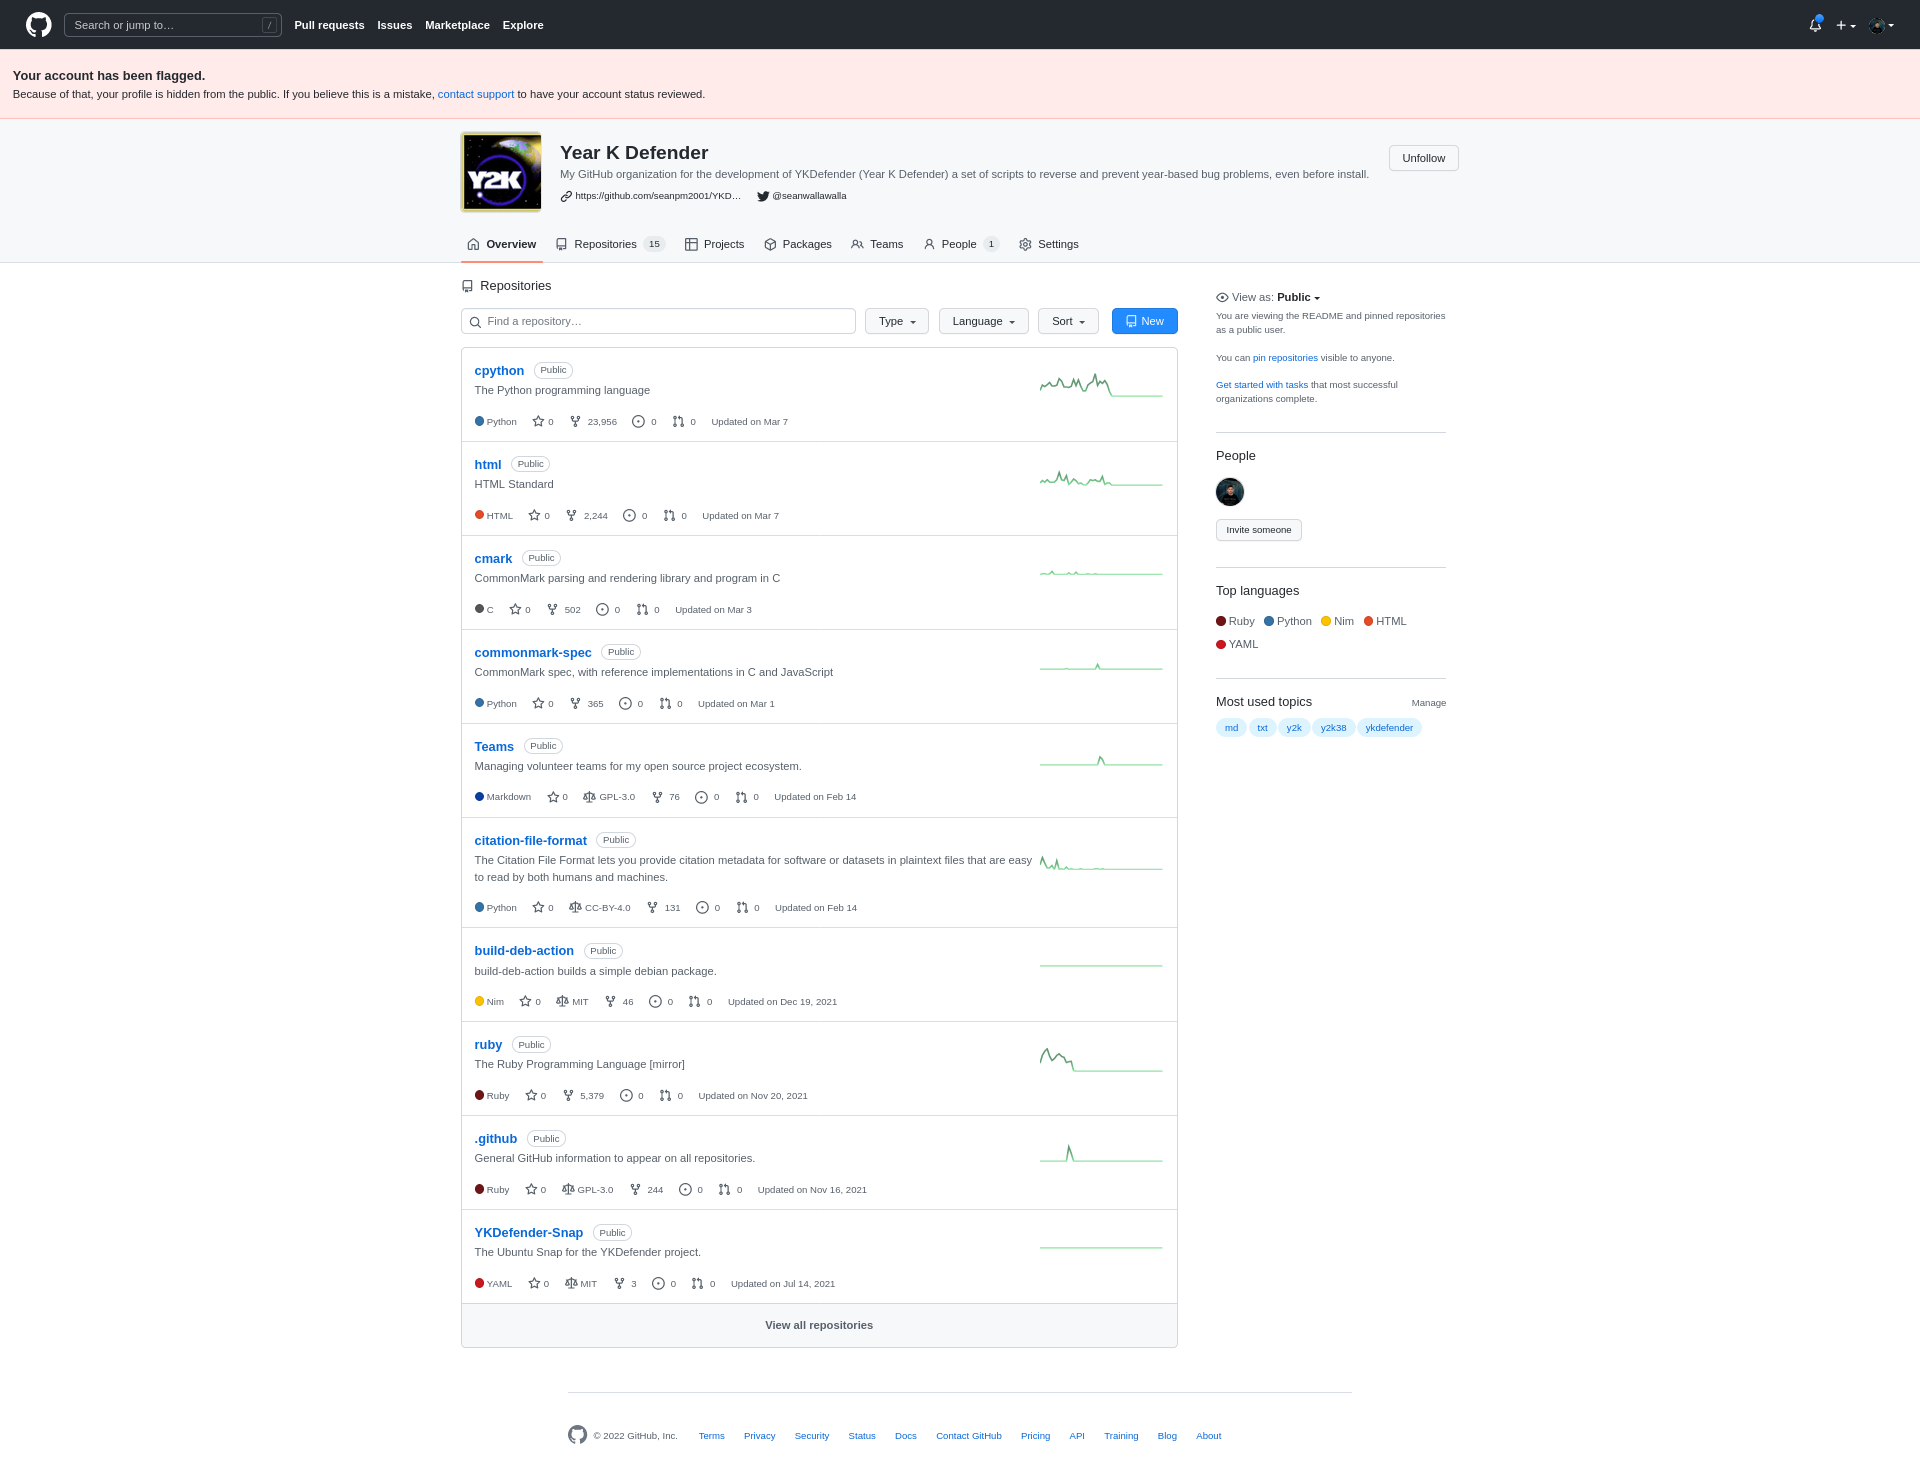 Search or jump to…
/
Pull requests
Issues
Marketplace
Explore
Your account has been flagged.
Because of that, your profile is hidden from the public. If you believe this is a mistake, contact support to have your account status reviewed.
Y2K
Year K Defender
My GitHub organization for the development of YKDefender (Year K Defender) a set of scripts to reverse and prevent year-based bug problems, even before install.
https://github.com/seanpm2001/YKD…
@seanwallawalla
Unfollow
Overview
Repositories 15
Projects
Packages
Teams
People 1
Settings
Repositories
Find a repository…
Type
Language
Sort
New
cpython Public
The Python programming language
Python 0 23,956 0 0 Updated on Mar 7
html Public
HTML Standard
HTML 0 2,244 0 0 Updated on Mar 7
cmark Public
CommonMark parsing and rendering library and program in C
C 0 502 0 0 Updated on Mar 3
commonmark-spec Public
CommonMark spec, with reference implementations in C and JavaScript
Python 0 365 0 0 Updated on Mar 1
Teams Public
Managing volunteer teams for my open source project ecosystem.
Markdown 0 GPL-3.0 76 0 0 Updated on Feb 14
citation-file-format Public
The Citation File Format lets you provide citation metadata for software or datasets in plaintext files that are easy
to read by both humans and machines.
Python 0 CC-BY-4.0 131 0 0 Updated on Feb 14
build-deb-action Public
build-deb-action builds a simple debian package.
Nim 0 MIT 46 0 0 Updated on Dec 19, 2021
ruby Public
The Ruby Programming Language [mirror]
Ruby 0 5,379 0 0 Updated on Nov 20, 2021
.github Public
General GitHub information to appear on all repositories.
Ruby 0 GPL-3.0 244 0 0 Updated on Nov 16, 2021
YKDefender-Snap Public
The Ubuntu Snap for the YKDefender project.
YAML 0 MIT 3 0 0 Updated on Jul 14, 2021
View all repositories
View as: Public
You are viewing the README and pinned repositories
as a public user.
You can pin repositories visible to anyone.
Get started with tasks that most successful
organizations complete.
People
Invite someone
Top languages
Ruby Python Nim HTML
YAML
Most used topics
Manage
md txt y2k y2k38 ykdefender
© 2022 GitHub, Inc.
Terms
Privacy
Security
Status
Docs
Contact GitHub
Pricing
API
Training
Blog
About